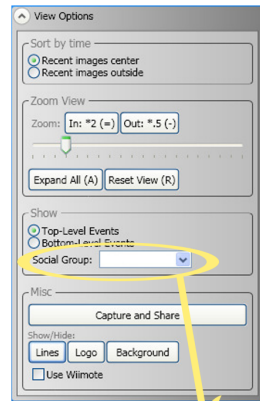 View Options
Sort by time
Recent images center
Recent images outside
Zoom View
Zoom: In: *2 (=) Out: *.5 (-)
Expand All (A) Reset View (R)
Show
Top-Level Events
Bottom-Level Events
Social Group:
Misc
Capture and Share
Show/Hide:
Lines Logo Background
Use Wiimote